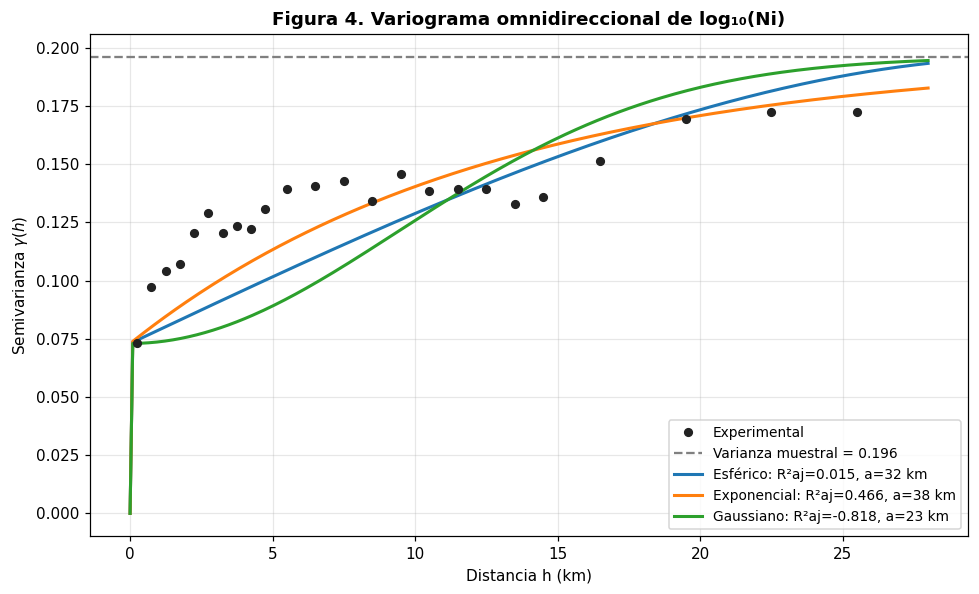 Figura 4. Variograma omnidireccional de log₁₀(Ni)
0.200
0.175
0.150
0.125
0.100
0.075
0.050
0.025
0.000
Semivarianza γ(h)
Experimental
Varianza muestral = 0.196
Esférico: R²aj=0.015, a=32 km
Exponencial: R²aj=0.466, a=38 km
Gaussiano: R²aj=-0.818, a=23 km
0 5 10 15 20 25
Distancia h (km)